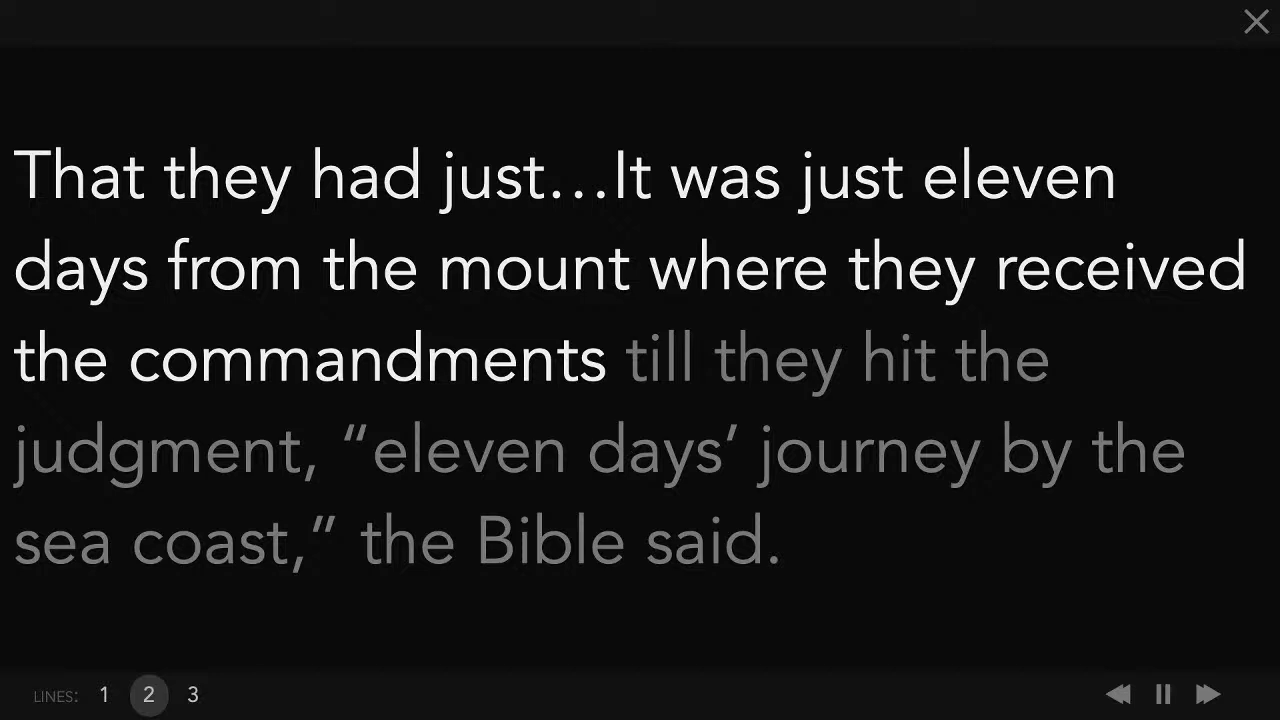 That they had just…It was just eleven
days from the mount where they received
the commandments till they hit the
judgment, “eleven days’ journey by the
sea coast,” the Bible said.
LINES: 1 2 3